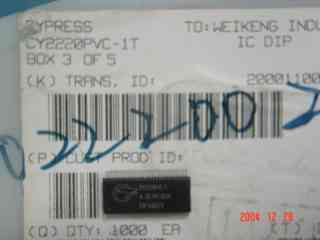 CYPRESS TO: WEIKENG INDU
CY2220PVC-1T IC DIP
BOX 3 OF 5
(K) TRANS, ID: 20001100
022200
(P) CUST PROD ID:
(Q) QTY: 1000 EA (T)
2004 12 28